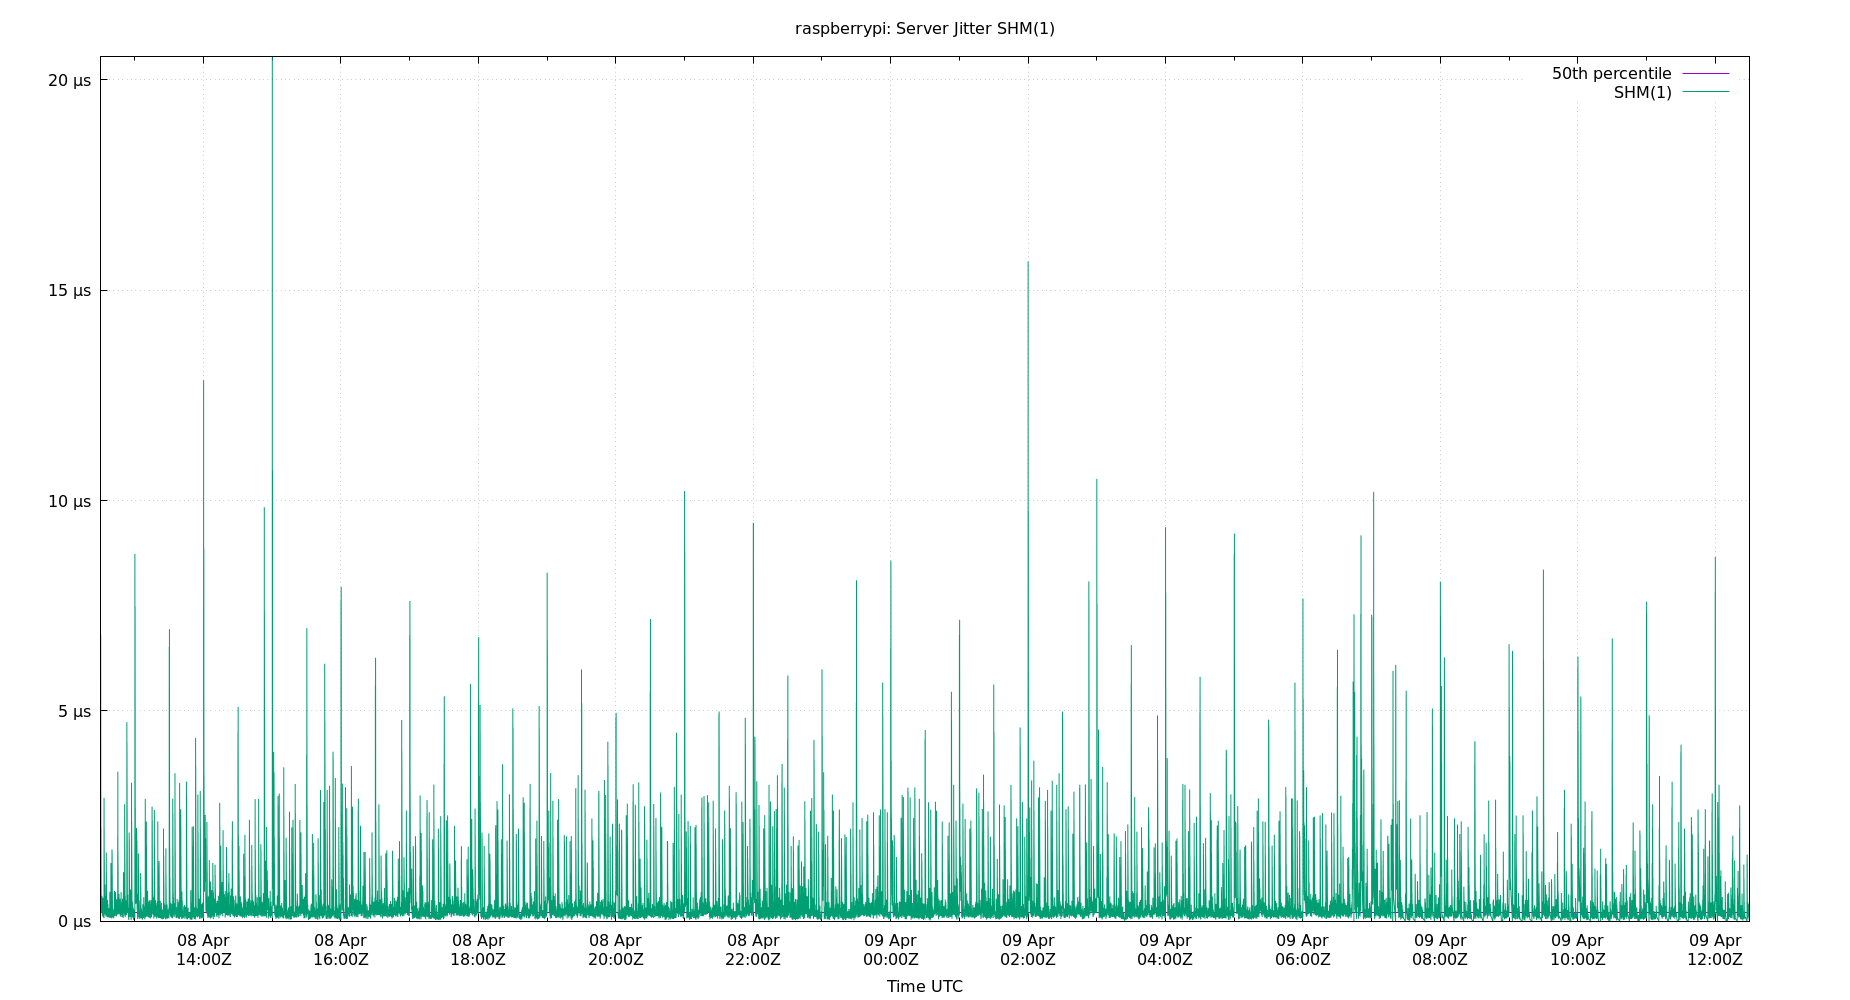 raspberrypi: Server Jitter SHM(1)
50th percentile
SHM(1)
20 µs
15 µs
10 µs
5 µs
0 µs
08 Apr 08 Apr 08 Apr 08 Apr 08 Apr 09 Apr 09 Apr 09 Apr 09 Apr 09 Apr 09 Apr 09 Apr
14:00Z 16:00Z 18:00Z 20:00Z 22:00Z 00:00Z 02:00Z 04:00Z 06:00Z 08:00Z 10:00Z 12:00Z
Time UTC